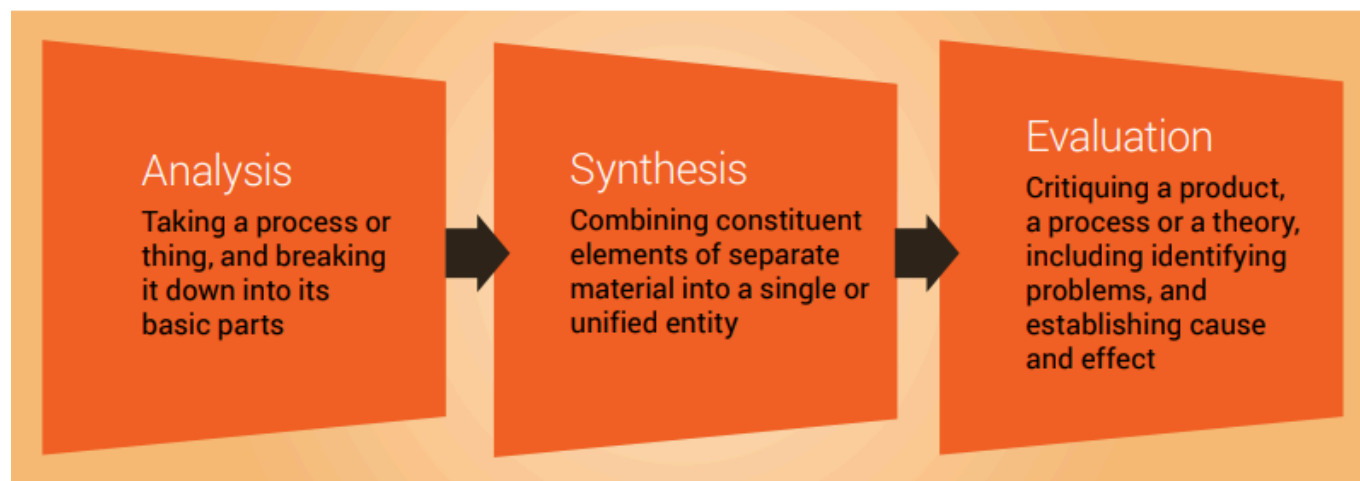 Analysis
Taking a process or
thing, and breaking
it down into its
basic parts
Synthesis
Combining constituent
elements of separate
material into a single or
unified entity
Evaluation
Critiquing a product,
a process or a theory,
including identifying
problems, and
establishing cause
and effect